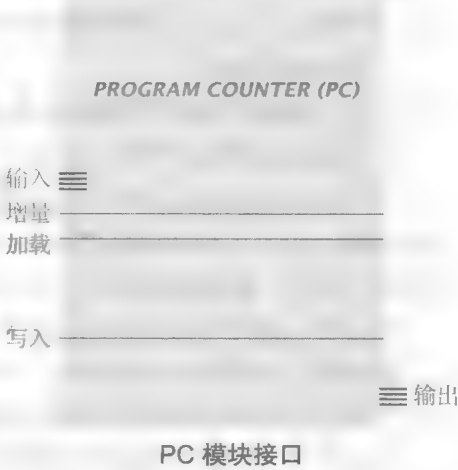 PROGRAM COUNTER (PC)
输入
增量
加载
写入
输出
PC 模块接口